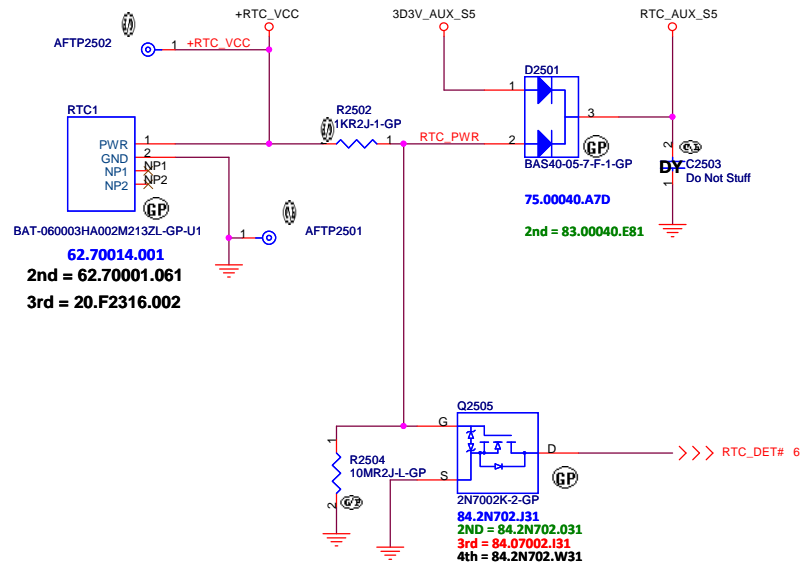 +RTC_VCC
3D3V_AUX_S5
RTC_AUX_S5
AFTP2502
1
+RTC_VCC
D2501
1
3
2
RTC1
R2502
1KR2J-1-GP
1
RTC_PWR
PWR
1
GND
2
NP1
NP1
NP2
NP2
GP
BAS40-05-7-F-1-GP
2
C2503
DY
Do Not Stuff
1
75.00040.A7D
2nd = 83.00040.E81
GP
BAT-060003HA002M213ZL-GP-U1
1
AFTP2501
62.70014.001
2nd = 62.70001.061
3rd = 20.F2316.002
Q2505
G
D
S
RTC_DET# 6
1
R2504
10MR2J-L-GP
2
GP
2N7002K-2-GP
84.2N702.J31
2ND = 84.2N702.031
3rd = 84.07002.I31
4th = 84.2N702.W31